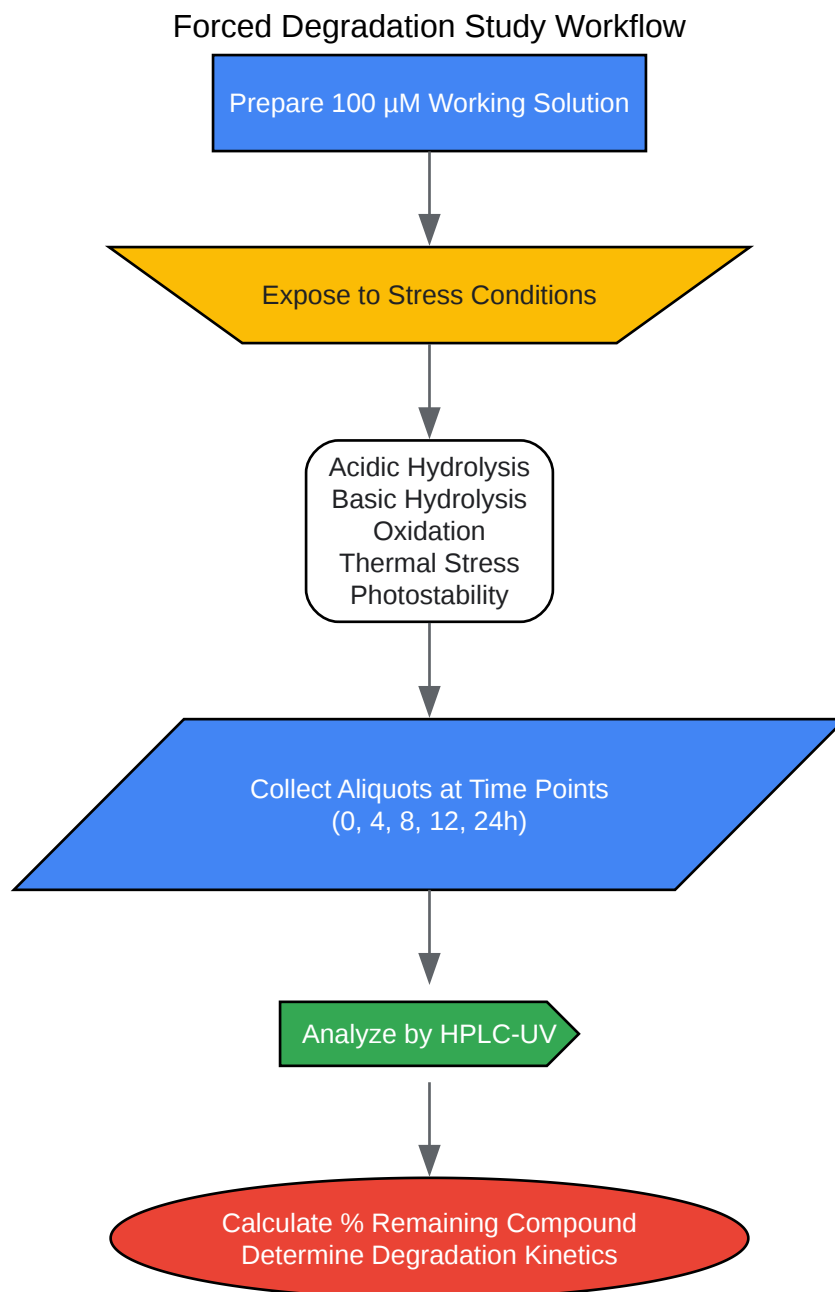 Forced Degradation Study Workflow
Prepare 100 µM Working Solution
Expose to Stress Conditions
Acidic Hydrolysis
Basic Hydrolysis
Oxidation
Thermal Stress
Photostability
Collect Aliquots at Time Points
(0, 4, 8, 12, 24h)
Analyze by HPLC-UV
Calculate % Remaining Compound
Determine Degradation Kinetics